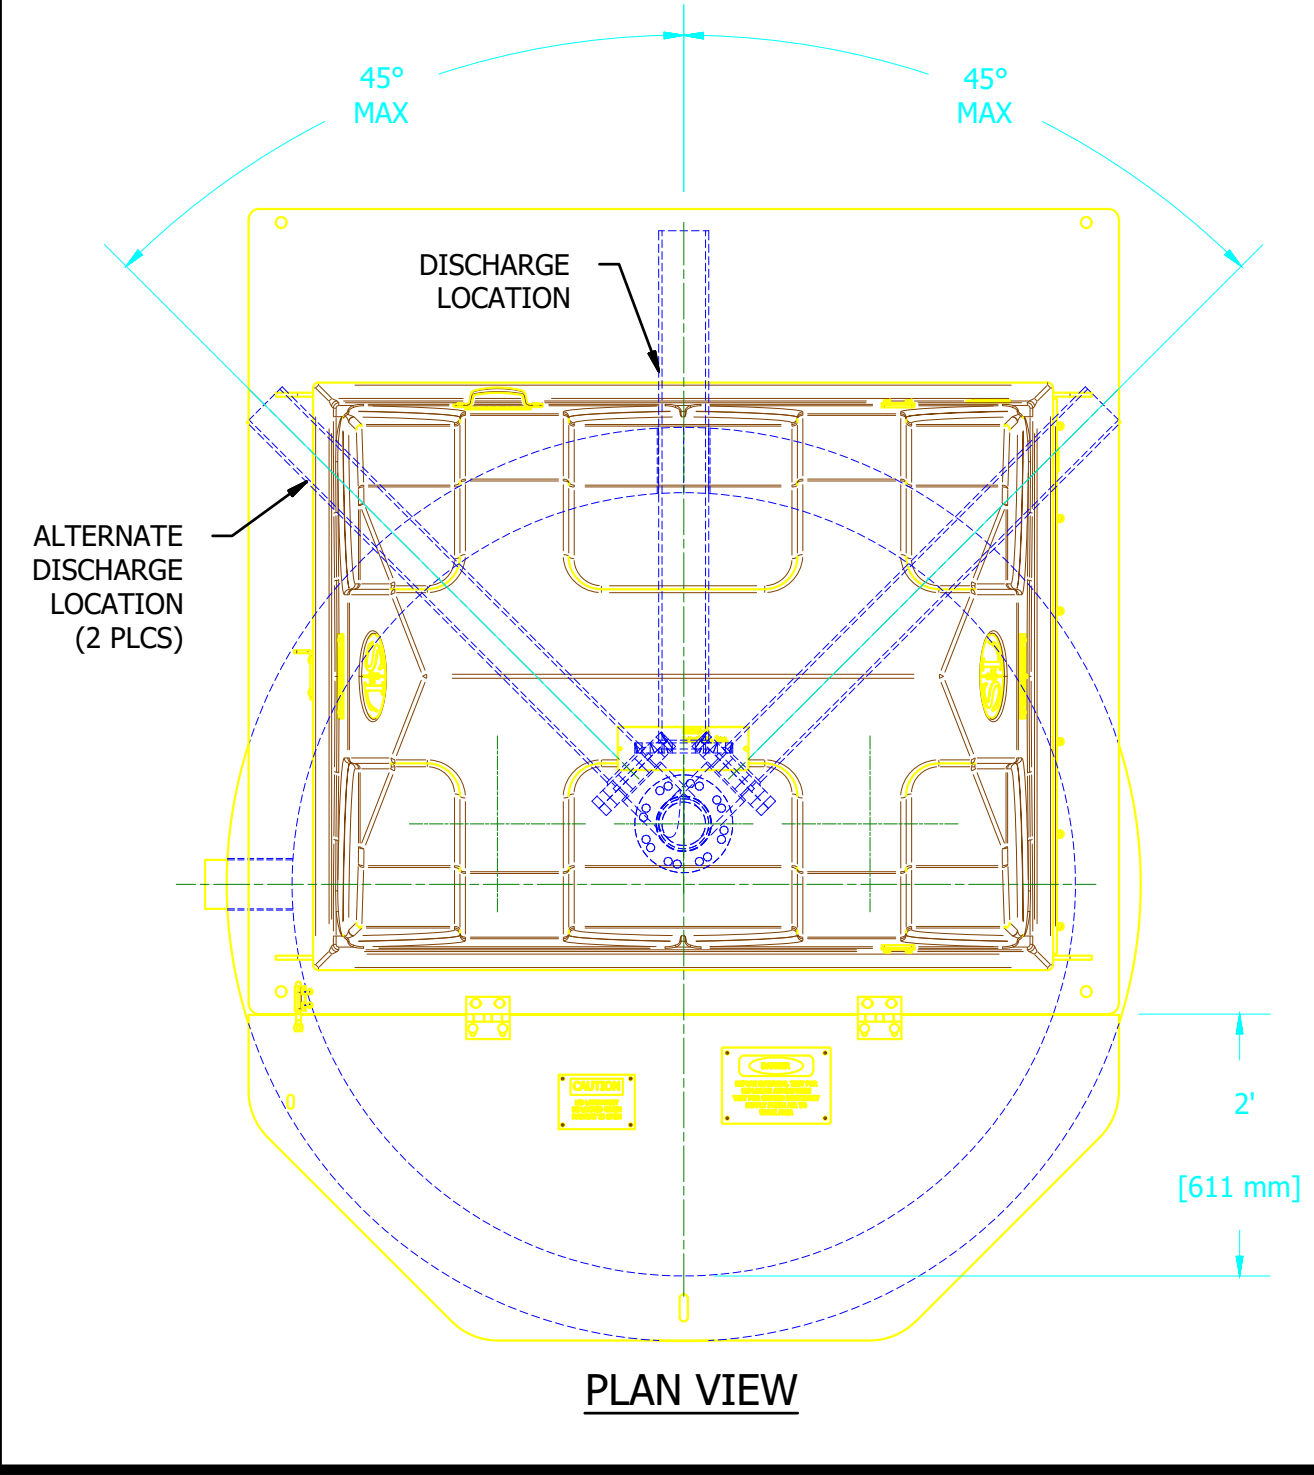 45°
MAX
45°
MAX
DISCHARGE
LOCATION
ALTERNATE
DISCHARGE
LOCATION
(2 PLCS)
CAUTION
2'
[611 mm]
PLAN VIEW